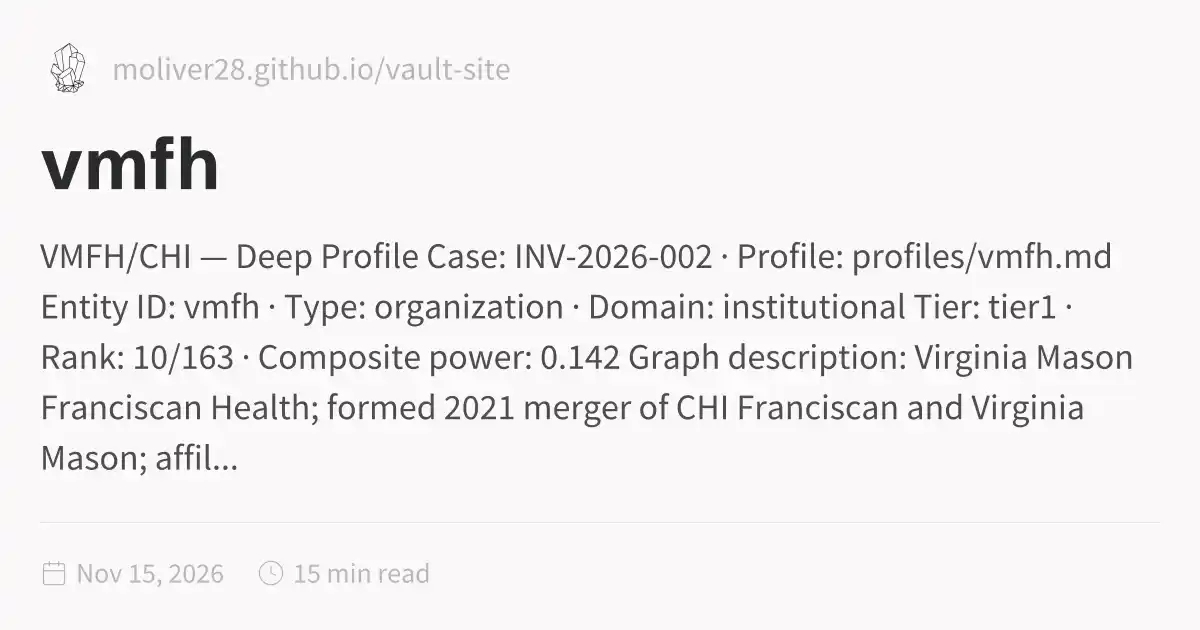 moliver28.github.io/vault-site
vmfh
VMFH/CHI — Deep Profile Case: INV-2026-002 · Profile: profiles/vmfh.md
Entity ID: vmfh · Type: organization · Domain: institutional Tier: tier1 ·
Rank: 10/163 · Composite power: 0.142 Graph description: Virginia Mason
Franciscan Health; formed 2021 merger of CHI Franciscan and Virginia
Mason; affil...
Nov 15, 2026 15 min read